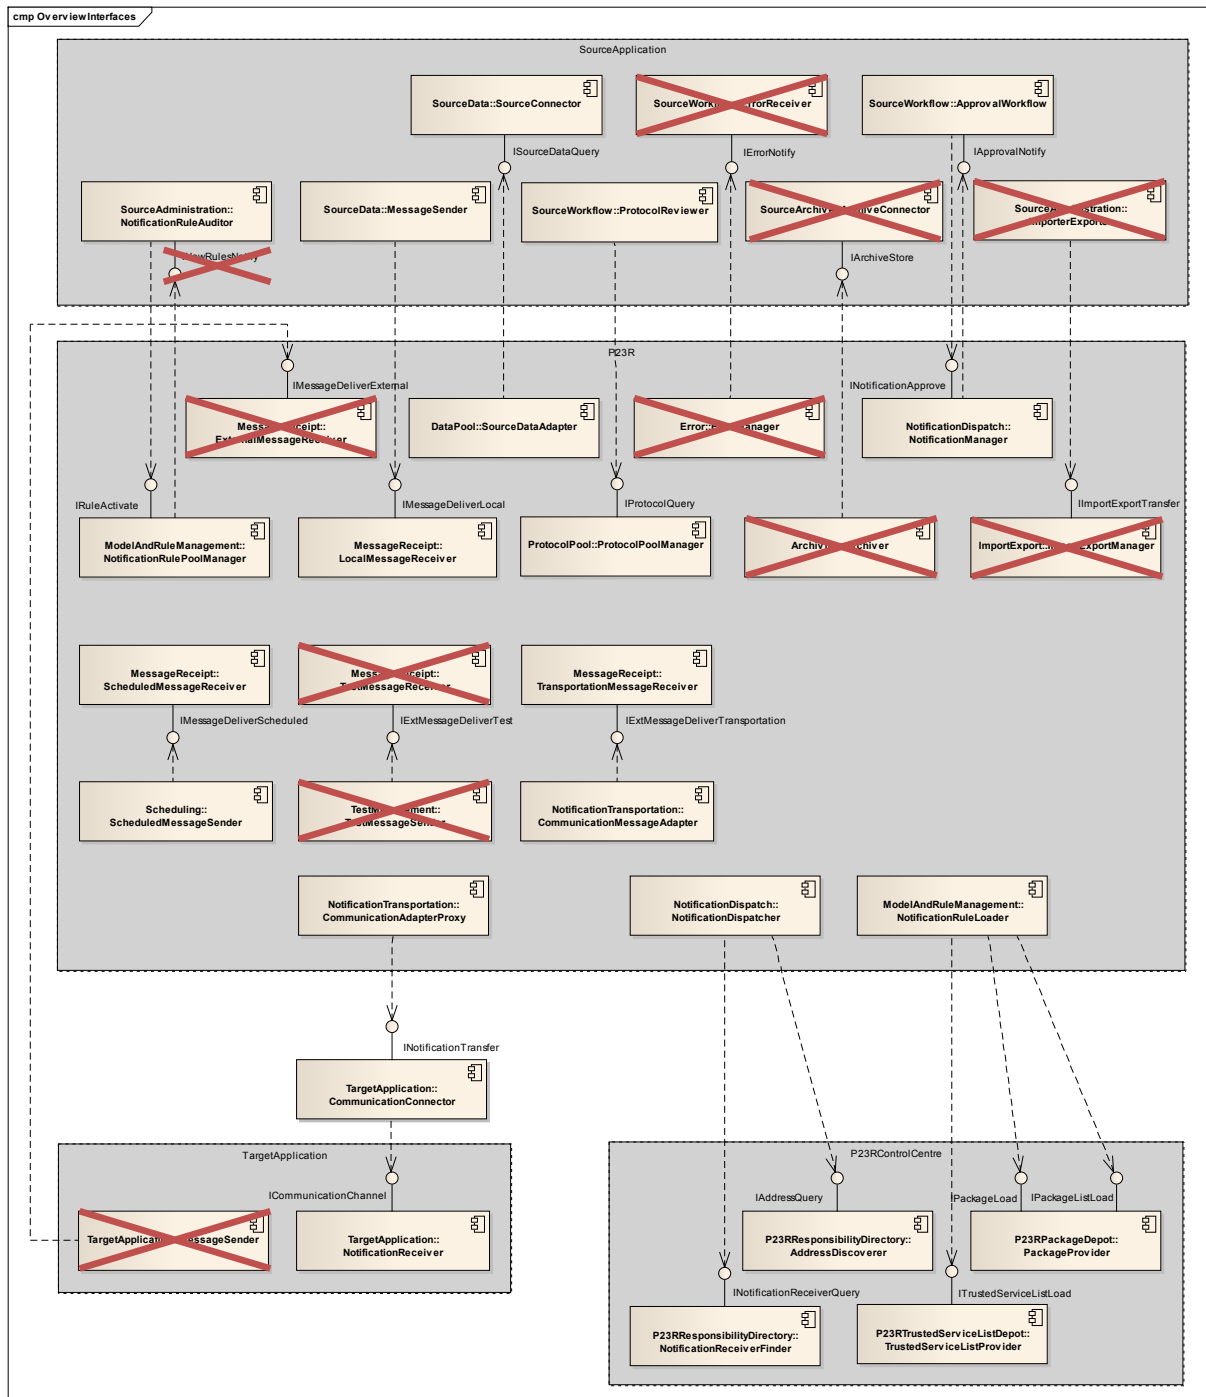 cmp OverviewInterfaces
SourceApplication
SourceData::SourceConnector
SourceWorkflow::ApprovalWorkflow
ISourceDataQuery
IErrorNotify
IApprovalNotify
SourceAdministration::
NotificationRuleAuditor
SourceData::MessageSender
SourceWorkflow::ProtocolReviewer
IArchiveStore
P23R
IMessageDeliverExternal
INotificationApprove
DataPool::SourceDataAdapter
NotificationDispatch::
NotificationManager
IRuleActivate
IMessageDeliverLocal
IProtocolQuery
IImportExportTransfer
ModelAndRuleManagement::
NotificationRulePoolManager
MessageReceipt::
LocalMessageReceiver
ProtocolPool::ProtocolPoolManager
MessageReceipt::
ScheduledMessageReceiver
MessageReceipt::
TransportationMessageReceiver
IMessageDeliverScheduled
IExtMessageDeliverTest
IExtMessageDeliverTransportation
Scheduling::
ScheduledMessageSender
TestMessageSender
NotificationTransportation::
CommunicationMessageAdapter
NotificationTransportation::
CommunicationAdapterProxy
NotificationDispatch::
NotificationDispatcher
ModelAndRuleManagement::
NotificationRuleLoader
INotificationTransfer
TargetApplication::
CommunicationConnector
TargetApplication
P23RControlCentre
ICommunicationChannel
IAddressQuery
IPackageLoad
IPackageListLoad
TargetApplication::
NotificationReceiver
P23RResponsibilityDirectory::
AddressDiscoverer
P23RPackageDepot::
PackageProvider
INotificationReceiverQuery
ITrustedServiceListLoad
P23RResponsibilityDirectory::
NotificationReceiverFinder
P23RTrustedServiceListDepot::
TrustedServiceListProvider